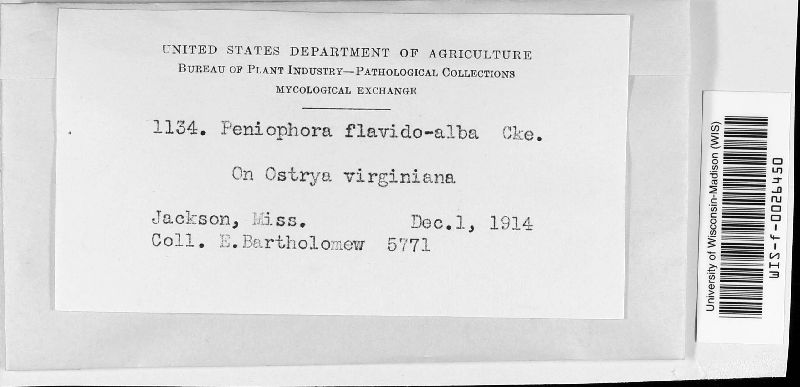 UNITED STATES DEPARTMENT OF AGRICULTURE
BUREAU OF PLANT INDUSTRY—PATHOLOGICAL COLLECTIONS
MYCOLOGICAL EXCHANGE
1134. Peniophora flavido-alba Cke.
On Ostrya virginiana
Jackson, Miss. Dec.1, 1914
Coll. E.Bartholomew 5771
University of Wisconsin-Madison (WIS)
WIS-f-0026450